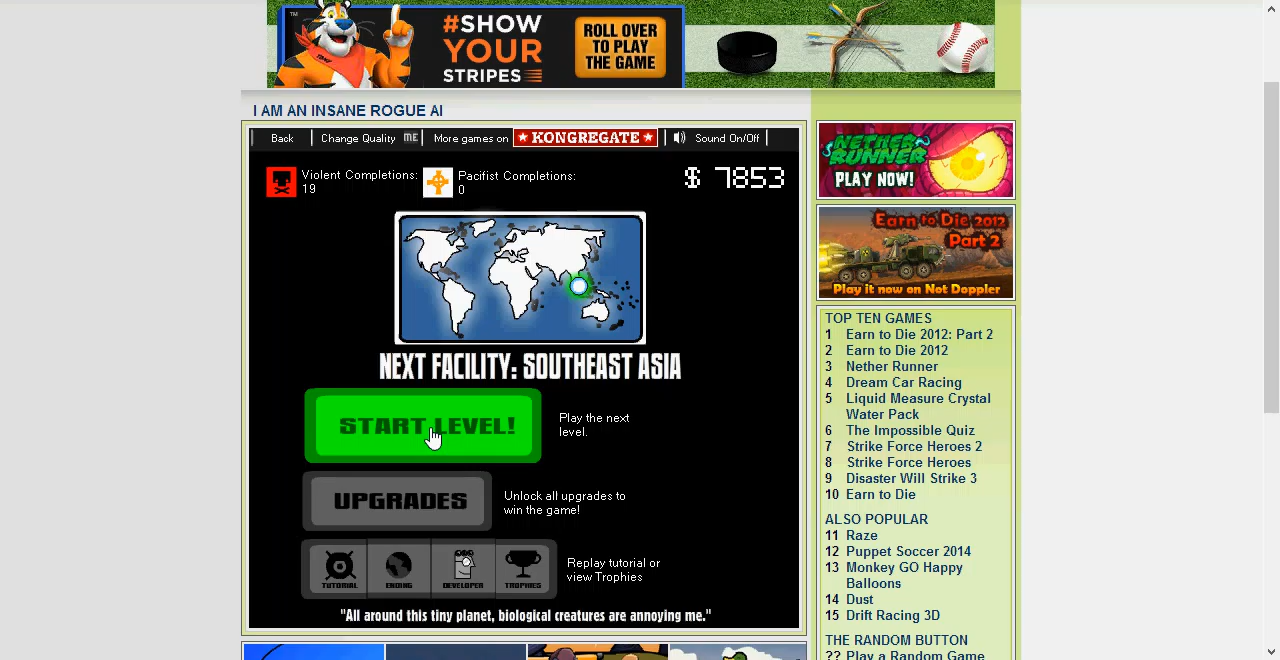 #SHOW
YOUR
STRIPES
ROLL OVER
TO PLAY
THE GAME
I AM AN INSANE ROGUE AI
Back
Change Quality
More games on
KONGREGATE
Sound On/Off
Violent Completions:
19
Pacifist Completions:
0
$ 7853
NEXT FACILITY: SOUTHEAST ASIA
START LEVEL!
Play the next
level.
UPGRADES
Unlock all upgrades to
win the game!
TUTORIAL
ENDING
DEVELOPER
TROPHIES
Replay tutorial or
view Trophies
"All around this tiny planet, biological creatures are annoying me."
NETHER
RUNNER
PLAY NOW!
Earn to Die 2012
Part 2
Play it now on Not Doppler
TOP TEN GAMES
1 Earn to Die 2012: Part 2
2 Earn to Die 2012
3 Nether Runner
4 Dream Car Racing
5 Liquid Measure Crystal
Water Pack
6 The Impossible Quiz
7 Strike Force Heroes 2
8 Strike Force Heroes
9 Disaster Will Strike 3
10 Earn to Die
ALSO POPULAR
11 Raze
12 Puppet Soccer 2014
13 Monkey GO Happy
Balloons
14 Dust
15 Drift Racing 3D
THE RANDOM BUTTON
?? Play a Random Game